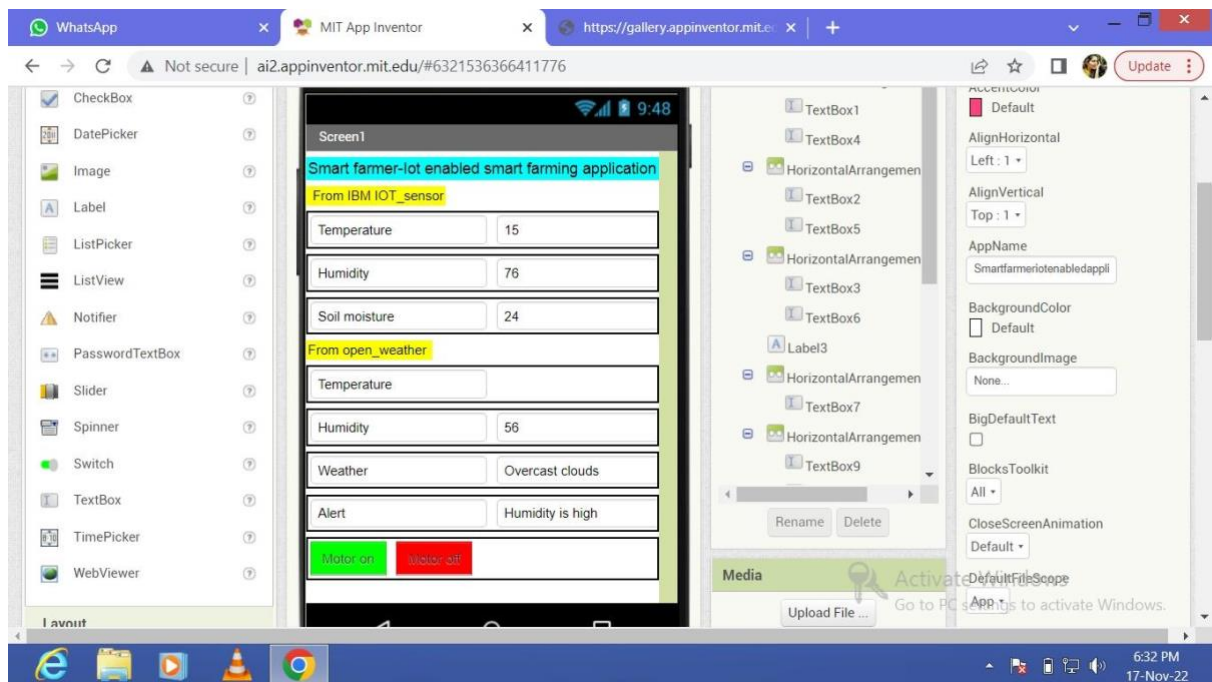 WhatsApp
MIT App Inventor
https://gallery.appinventor.mit.e
Not secure | ai2.appinventor.mit.edu/#6321536366411776
Update
CheckBox
DatePicker
Image
Label
ListPicker
ListView
Notifier
PasswordTextBox
Slider
Spinner
Switch
TextBox
TimePicker
WebViewer
Layout
9:48
Screen1
Smart farmer-Iot enabled smart farming application
From IBM IOT_sensor
Temperature 15
Humidity 76
Soil moisture 24
From open_weather
Temperature
Humidity 56
Weather Overcast clouds
Alert Humidity is high
Motor on Motor off
TextBox1
TextBox4
HorizontalArrangemen
TextBox2
TextBox5
HorizontalArrangemen
TextBox3
TextBox6
Label3
HorizontalArrangemen
TextBox7
HorizontalArrangemen
TextBox9
Rename Delete
Media
Upload File ...
AccentColor
Default
AlignHorizontal
Left : 1
AlignVertical
Top : 1
AppName
Smartfarmeriotenabledappli
BackgroundColor
Default
BackgroundImage
None...
BigDefaultText
BlocksToolkit
All
CloseScreenAnimation
Default
DefaultFileScope
App
Activate Windows
Go to PC settings to activate Windows.
6:32 PM
17-Nov-22